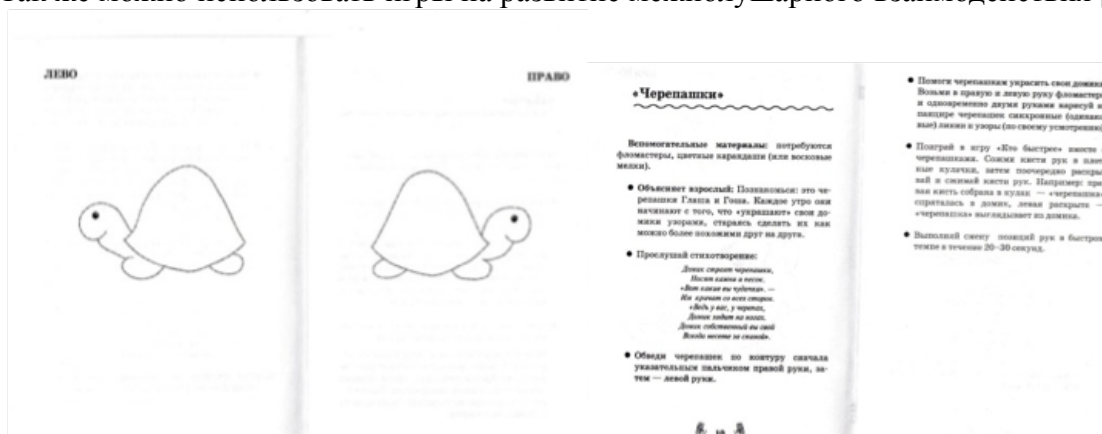 Так же можно использовать игры на развитие межполушарного взаимодействия
ЛЕВО
ПРАВО
«Черепашки»
Вспомогательные материалы: потребуются
фломастеры, цветные карандаши (или восковые
мелки).
● Объясняет взрослый: Познакомься: это че-
репашки Глаша и Гоша. Каждое утро они
начинают с того, что «украшают» свои до-
мики узорами, стараясь сделать их как
можно более похожими друг на друга.
● Прослушай стихотворение:
Домик строят черепашки,
Носят камни и песок.
«Вот какие вы чудачки». —
Им кричат со всех сторон.
«Ведь у вас, у черепах,
Домик ходит на ногах.
Домик собственный вы свой
Всюду несете за спиной».
● Обведи черепашек по контуру сначала
указательным пальчиком правой руки, за-
тем — левой руки.
● Помоги черепашкам украсить свои домики.
Возьми в правую и левую руку фломастеры
и одновременно двумя руками нарисуй
панцире черепашек синхронные
линии и узоры (по своему усмотрению)
● Поиграй в игру «Кто быстрее» вместе
черепашками. Сожми кисти рук в
кулачки, затем поочередно
и сжимай кисти рук. Например:
кисть собрана в кулак — «черепашка»
спряталась в домик, левая раскрыта —
«черепашка» выглядывает из домика.
● Выполняй смену позиций рук в быстром
темпе в течение 20–30 секунд.